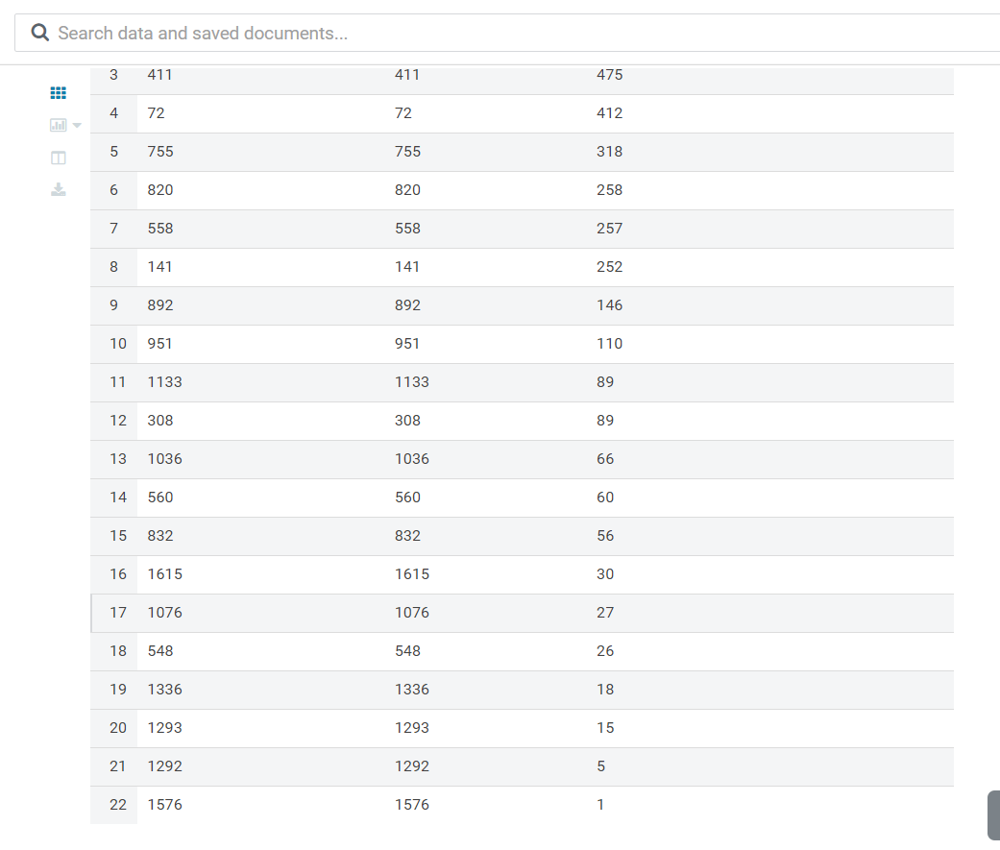 Search data and saved documents...
3 411 411 475
4 72 72 412
5 755 755 318
6 820 820 258
7 558 558 257
8 141 141 252
9 892 892 146
10 951 951 110
11 1133 1133 89
12 308 308 89
13 1036 1036 66
14 560 560 60
15 832 832 56
16 1615 1615 30
17 1076 1076 27
18 548 548 26
19 1336 1336 18
20 1293 1293 15
21 1292 1292 5
22 1576 1576 1